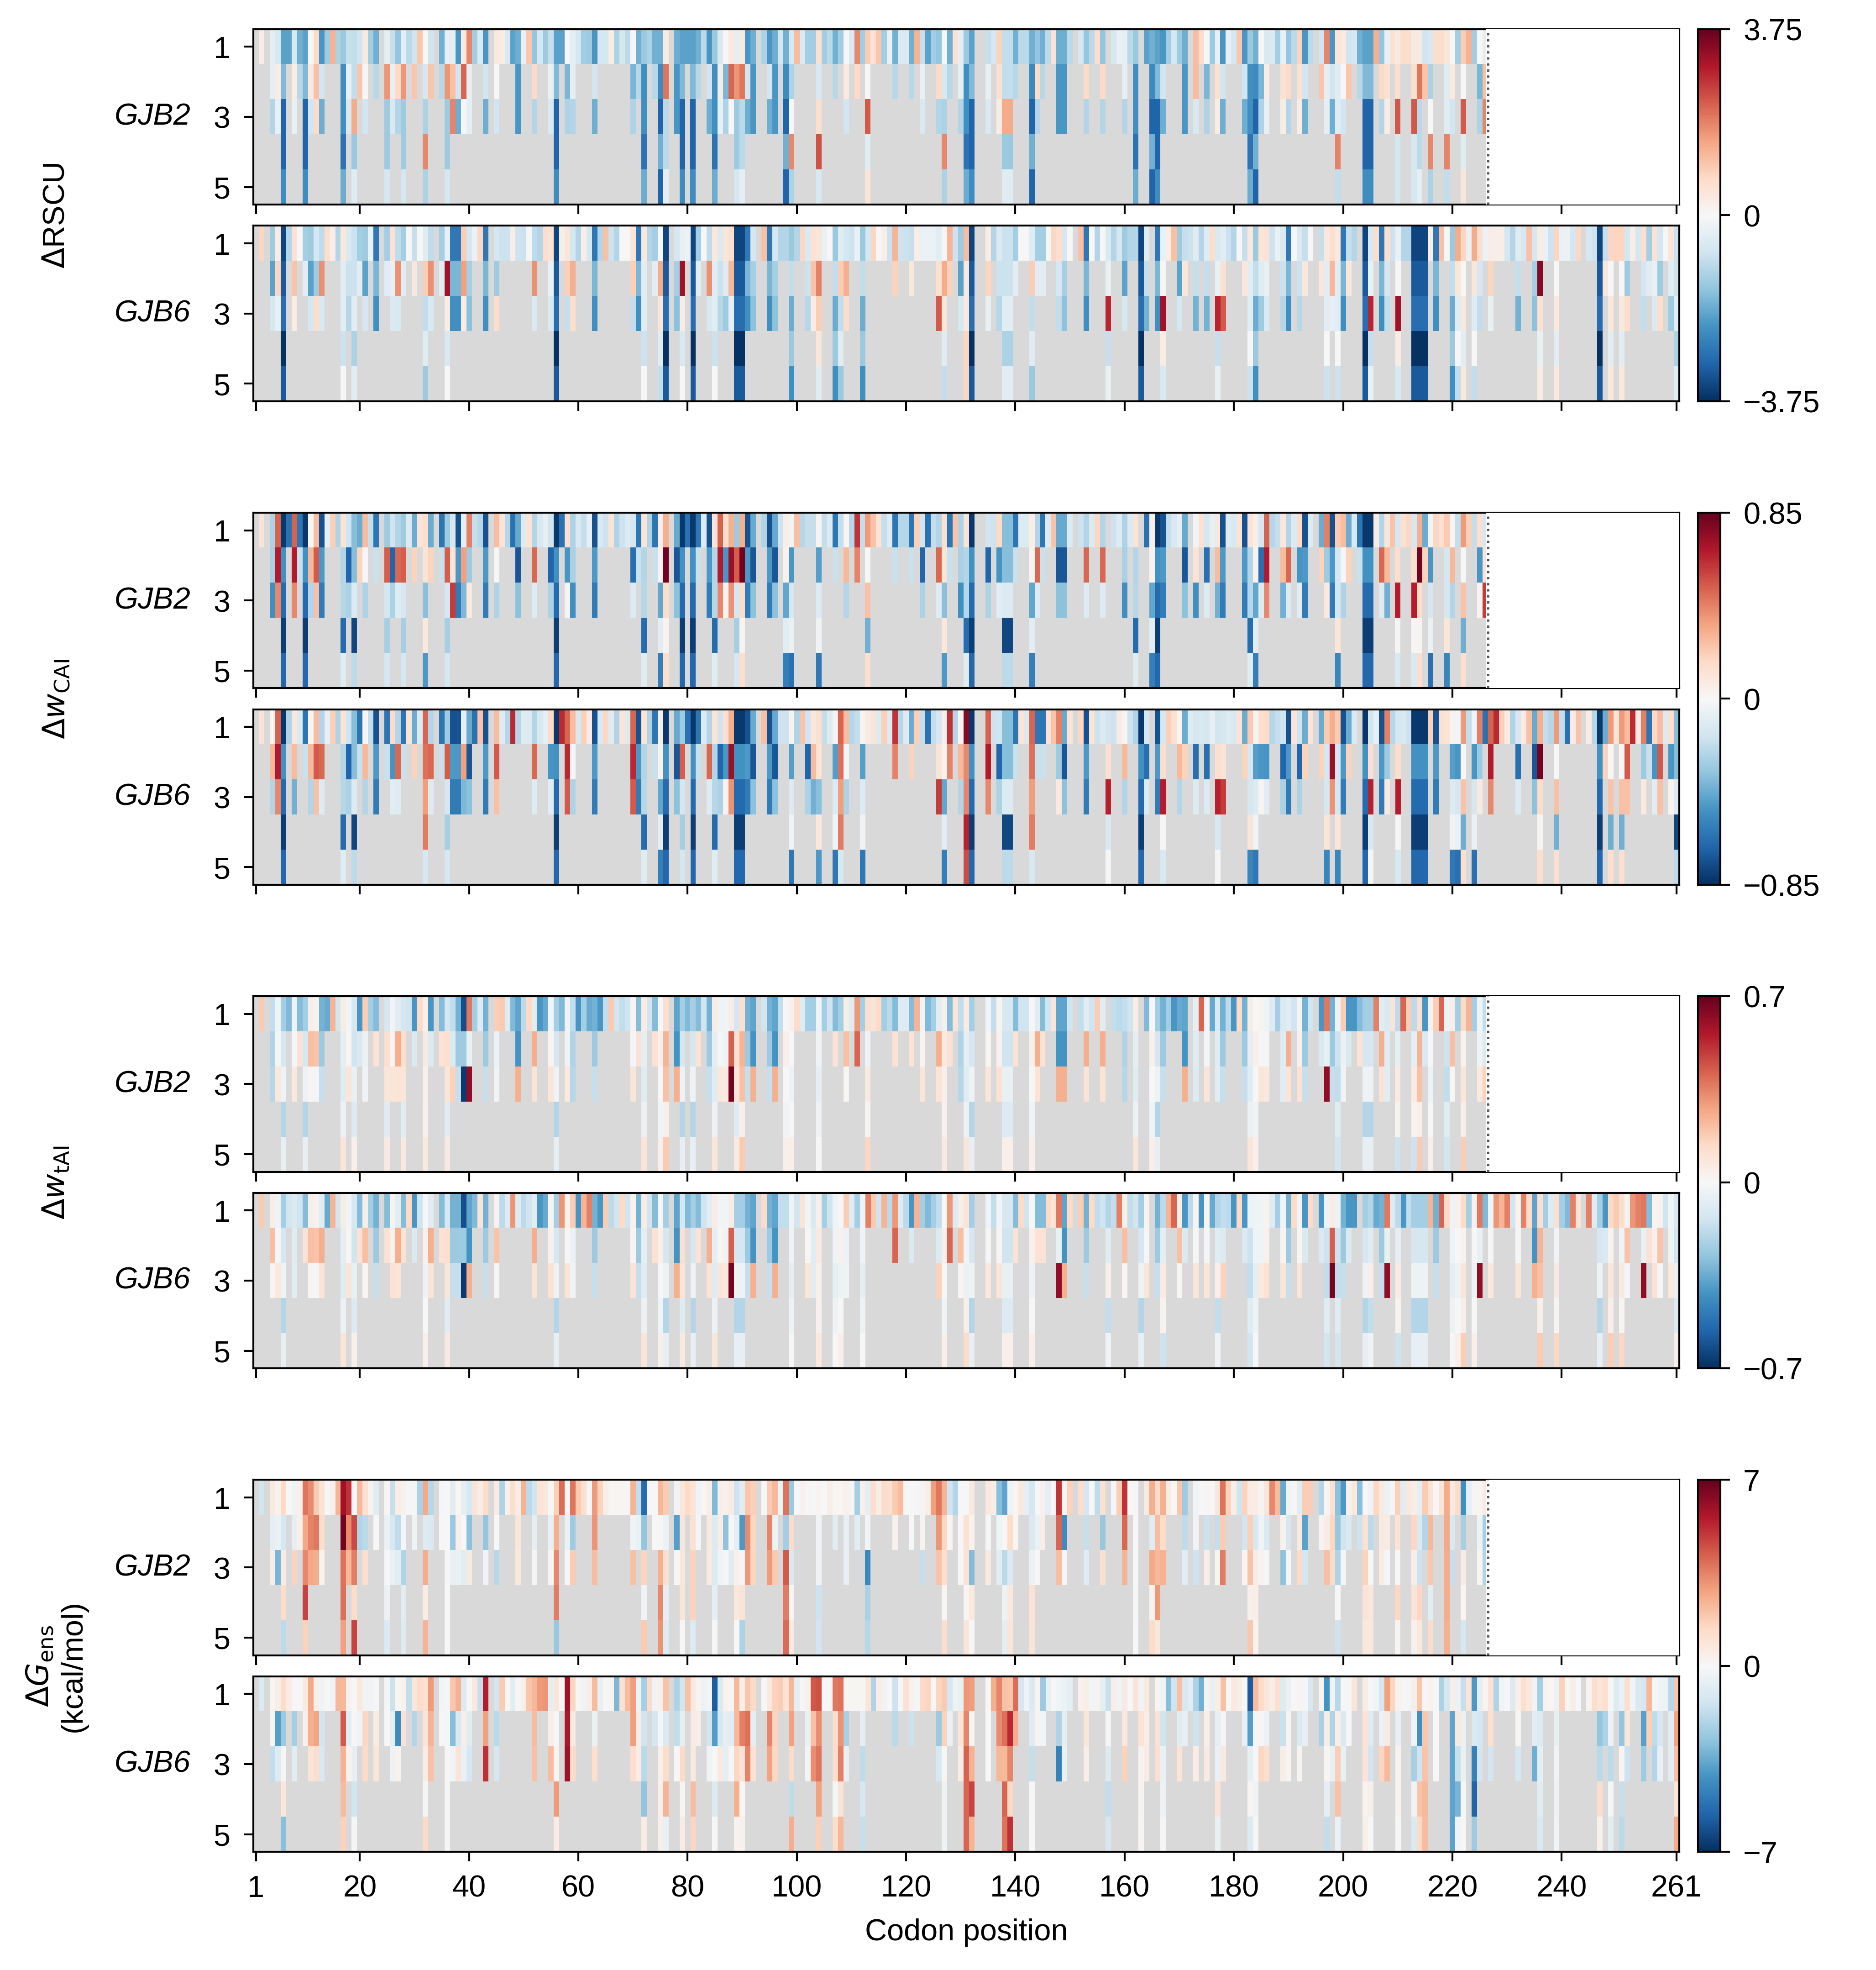 ΔRSCU
GJB2
1
3
5
3.75
0
−3.75
GJB6
1
3
5
Δw_CAI
GJB2
1
3
5
0.85
0
−0.85
GJB6
1
3
5
Δw_tAI
GJB2
1
3
5
0.7
0
−0.7
GJB6
1
3
5
ΔG_ens
(kcal/mol)
GJB2
1
3
5
7
0
−7
GJB6
1
3
5
1 20 40 60 80 100 120 140 160 180 200 220 240 261
Codon position